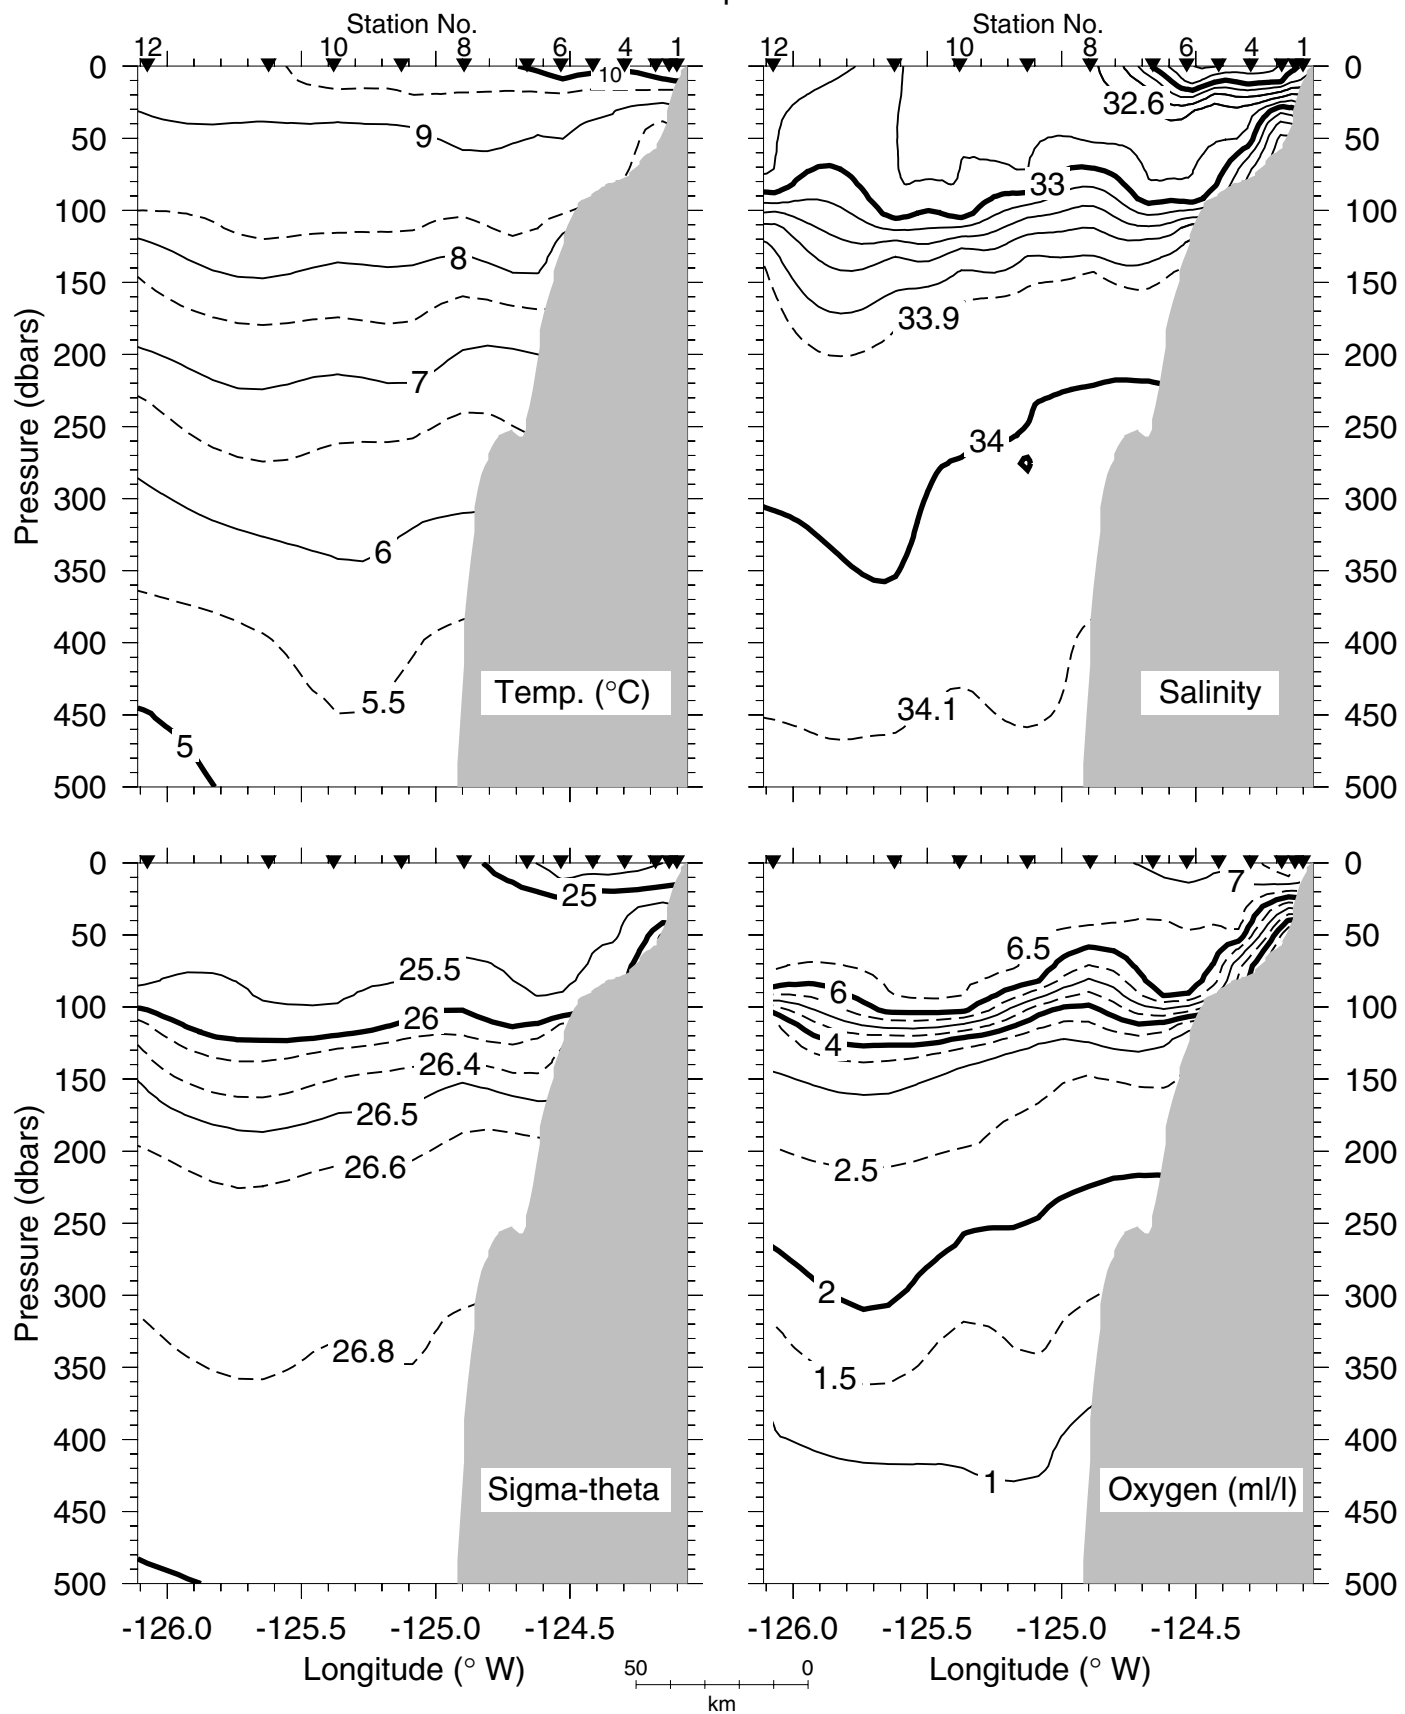 Station No. Station No.
12 10 8 6 4 1 12 10 8 6 4 1
0 10 0
32.6
50 9 50
33
100 100
8
150 150
33.9
200 200
7
250 34 250
300 300
6
350 350
400 400
5.5 Temp. (°C) 34.1 Salinity
450 450
5
500 500
Pressure (dbars)
0 25 7 0
50 6.5 50
25.5
6
100 26 100
4
26.4
150 150
26.5
200 26.6 2.5 200
250 250
2
300 300
26.8
350 1.5 350
400 400
1
Sigma-theta Oxygen (ml/l)
450 450
500 500
Pressure (dbars)
-126.0 -125.5 -125.0 -124.5 -126.0 -125.5 -125.0 -124.5
Longitude (° W) 50 0 Longitude (° W)
km